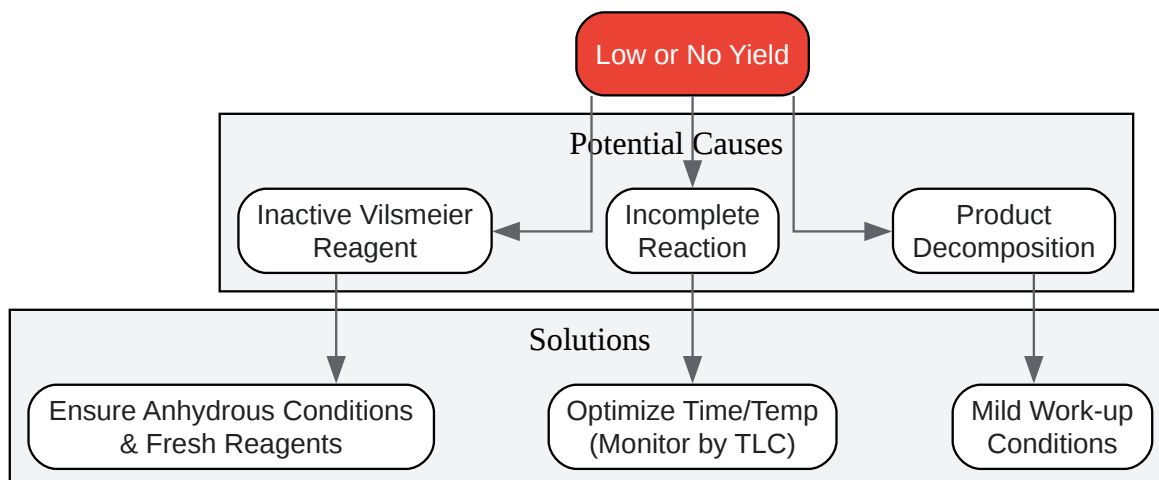 Low or No Yield
Potential Causes
Inactive Vilsmeier
Reagent
Incomplete
Reaction
Product
Decomposition
Solutions
Ensure Anhydrous Conditions
& Fresh Reagents
Optimize Time/Temp
(Monitor by TLC)
Mild Work-up
Conditions